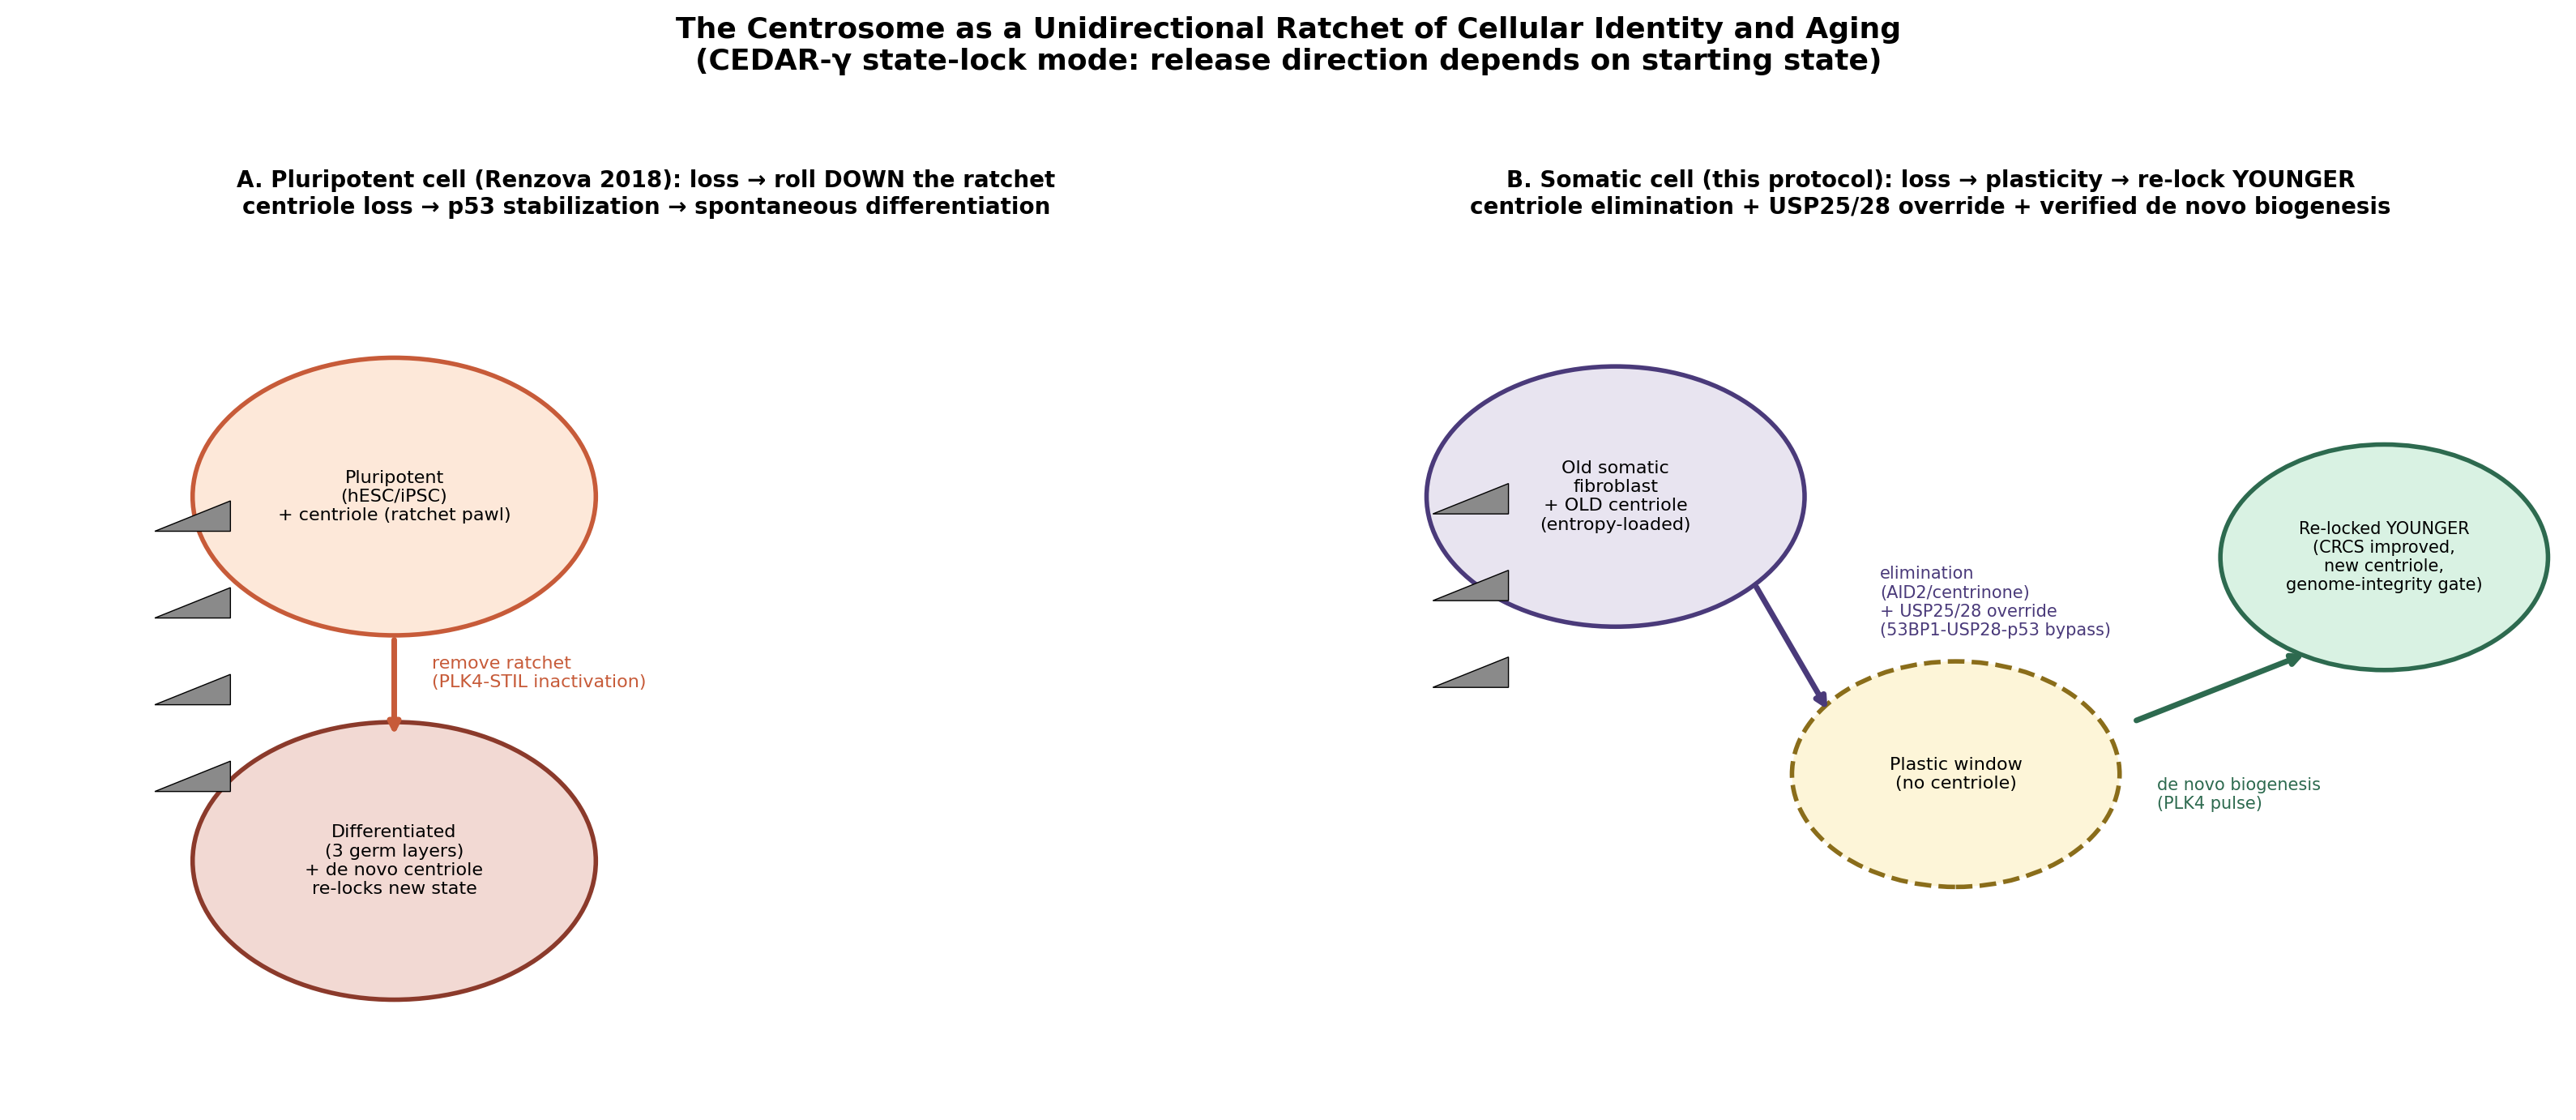 The Centrosome as a Unidirectional Ratchet of Cellular Identity and Aging
(CEDAR-γ state-lock mode: release direction depends on starting state)
A. Pluripotent cell (Renzova 2018): loss → roll DOWN the ratchet
centriole loss → p53 stabilization → spontaneous differentiation
Pluripotent
(hESC/iPSC)
+ centriole (ratchet pawl)
remove ratchet
(PLK4-STIL inactivation)
Differentiated
(3 germ layers)
+ de novo centriole
re-locks new state
B. Somatic cell (this protocol): loss → plasticity → re-lock YOUNGER
centriole elimination + USP25/28 override + verified de novo biogenesis
Old somatic
fibroblast
+ OLD centriole
(entropy-loaded)
elimination
(AID2/centrinone)
+ USP25/28 override
(53BP1-USP28-p53 bypass)
Plastic window
(no centriole)
de novo biogenesis
(PLK4 pulse)
Re-locked YOUNGER
(CRCS improved,
new centriole,
genome-integrity gate)